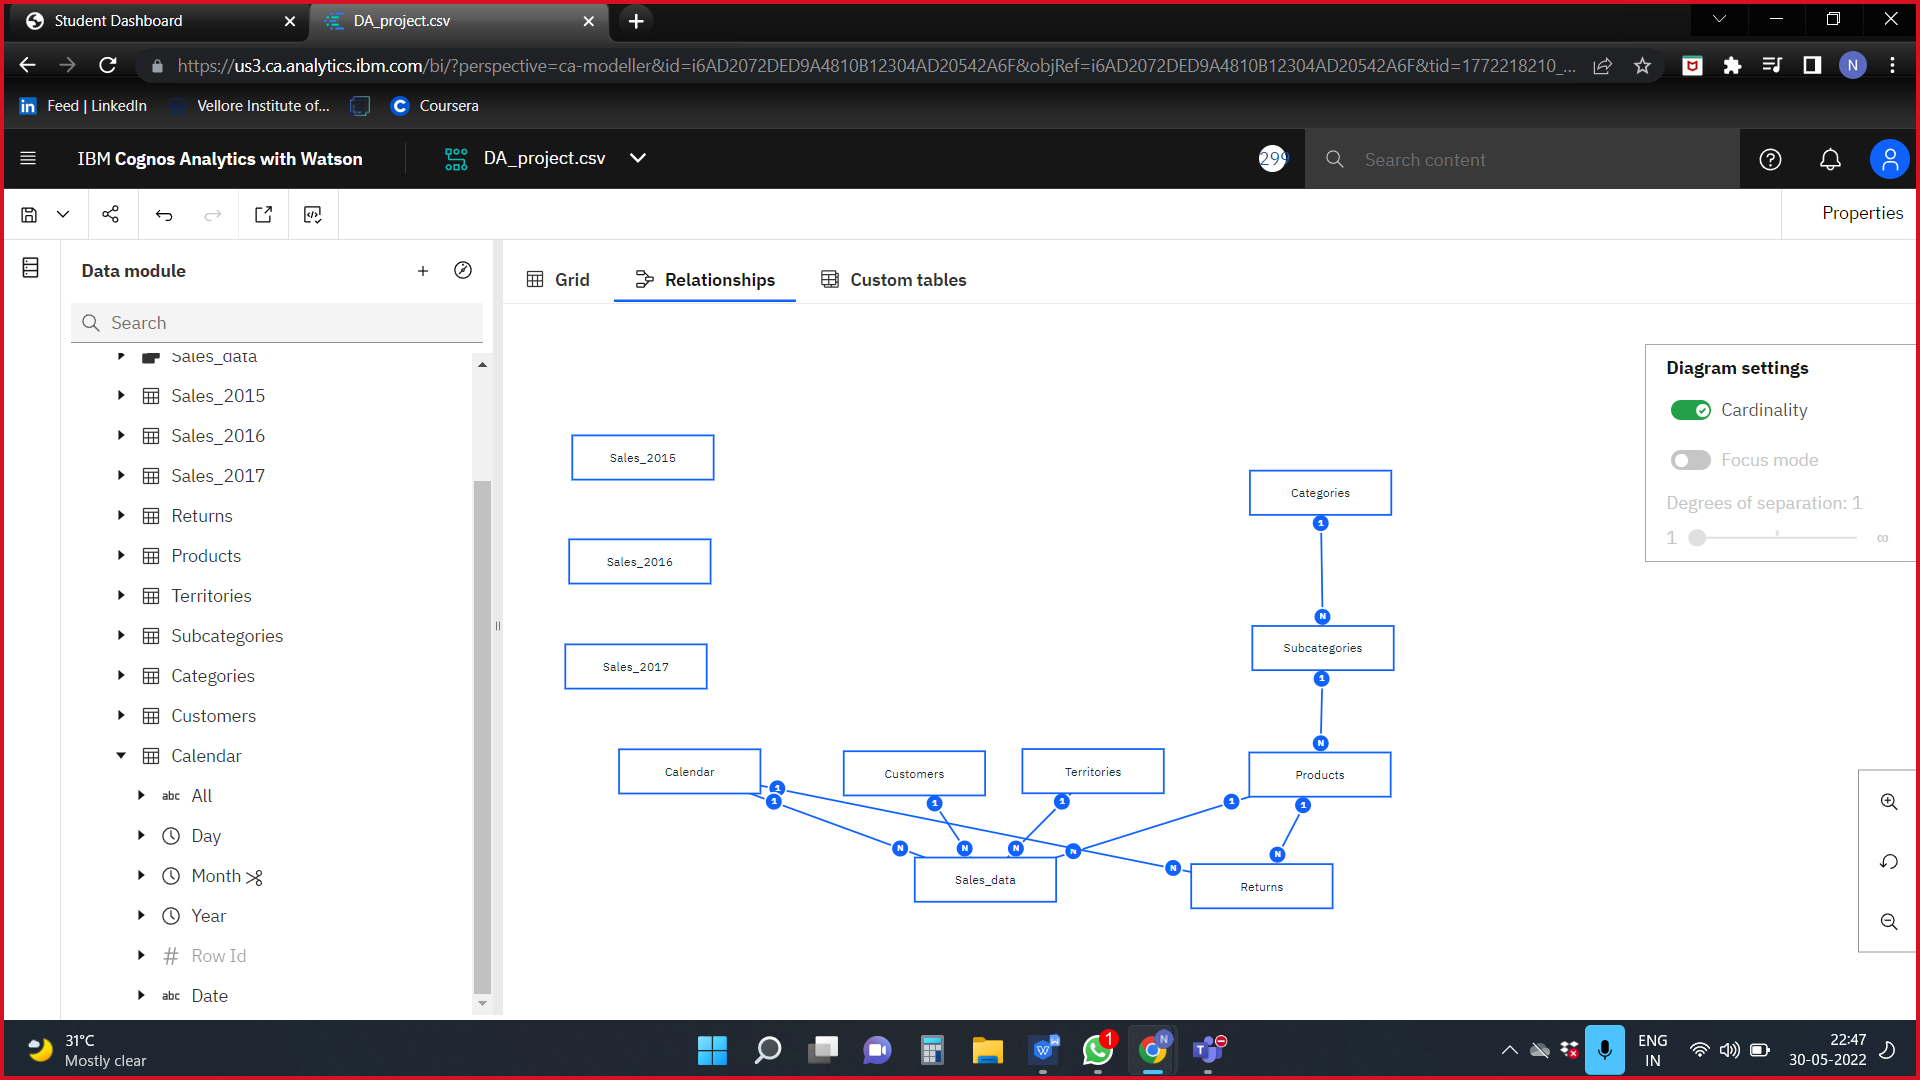 Student Dashboard
DA_project.csv
https://us3.ca.analytics.ibm.com/bi/?perspective=ca-modeller&id=i6AD2072DED9A4810B12304AD20542A6F&objRef=i6AD2072DED9A4810B12304AD20542A6F&tid=1772218210_...
N
Feed | LinkedIn
Vellore Institute of...
Coursera
IBM Cognos Analytics with Watson
DA_project.csv
299
Search content
Properties
Data module
Search
Sales_data
Sales_2015
Sales_2016
Sales_2017
Returns
Products
Territories
Subcategories
Categories
Customers
Calendar
abc All
Day
Month
Year
# Row Id
abc Date
Grid
Relationships
Custom tables
Diagram settings
Cardinality
Focus mode
Degrees of separation: 1
1 ∞
Sales_2015
Categories
1
Sales_2016
N
Subcategories
Sales_2017
1
N
Calendar
Customers
Territories
Products
1
1
1
1
1
1
N
N
N
N
N
N
Sales_data
Returns
31°C
Mostly clear
1
N
ENG
IN
22:47
30-05-2022